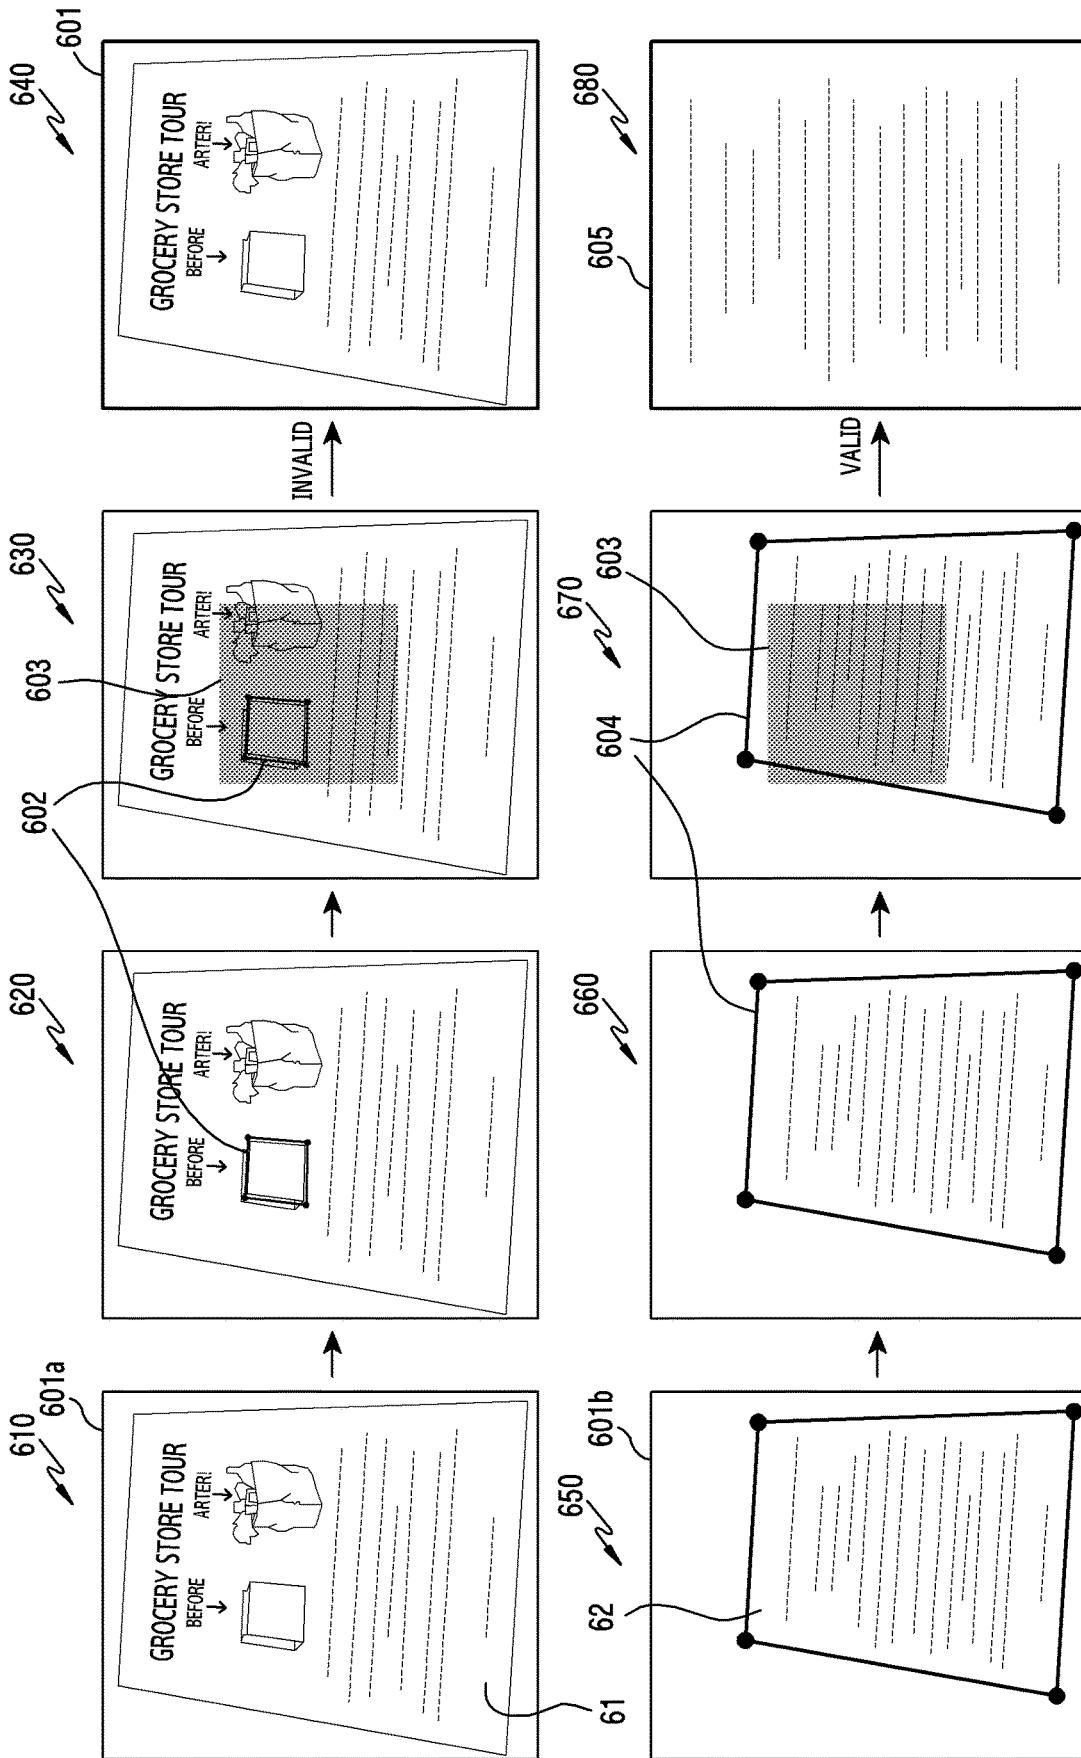 610
601a
GROCERY STORE TOUR
BEFORE
ARTER!
61
620
GROCERY STORE TOUR
BEFORE
ARTER!
602
630
603
GROCERY STORE TOUR
BEFORE
ARTER!
INVALID
640
601
GROCERY STORE TOUR
BEFORE
ARTER!
650
601b
62
660
604
670
603
VALID
680
605